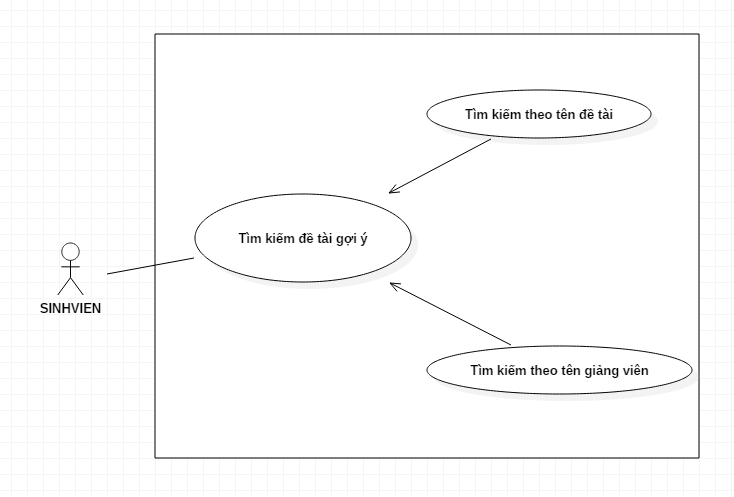 Tìm kiếm theo tên đề tài
Tìm kiếm đề tài gợi ý
SINHVIEN
Tìm kiếm theo tên giảng viên